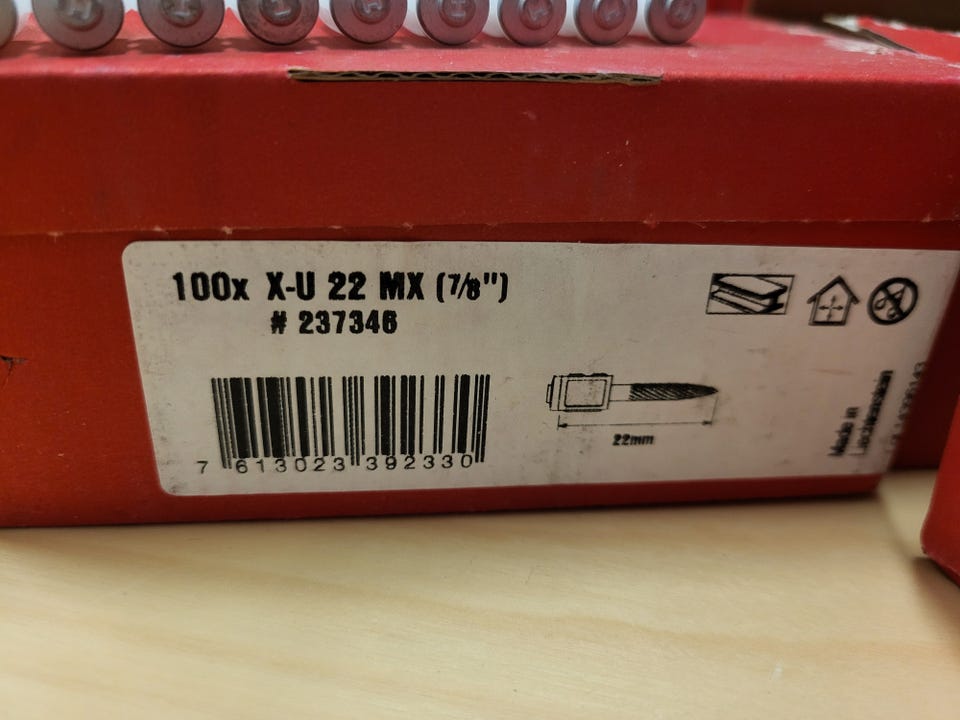 100x X-U 22 MX (7/8")
# 237346
7 613023 392330
22mm
Made in
Liechtenstein